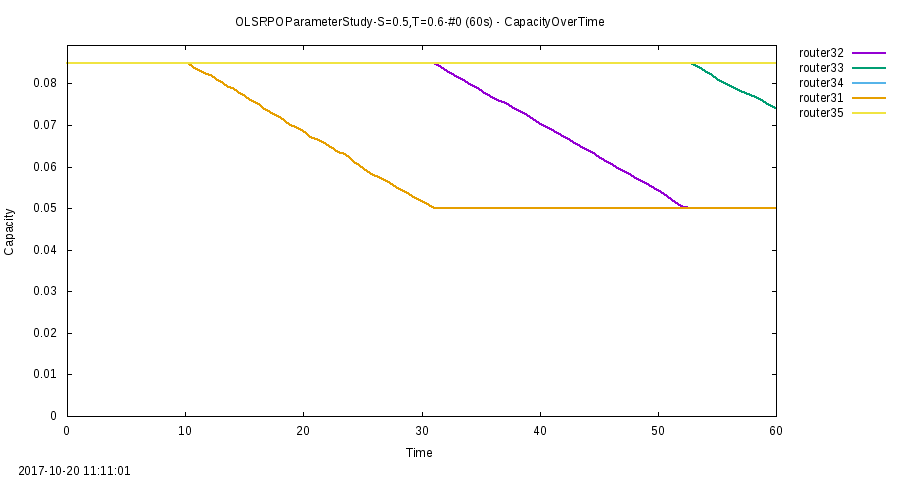 OLSRPOParameterStudy-S=0.5,T=0.6-#0 (60s) - CapacityOverTime
router32
router33
router34
router31
router35
0.08
0.07
0.06
0.05
0.04
0.03
0.02
0.01
0
Capacity
0 10 20 30 40 50 60
Time
2017-10-20 11:11:01